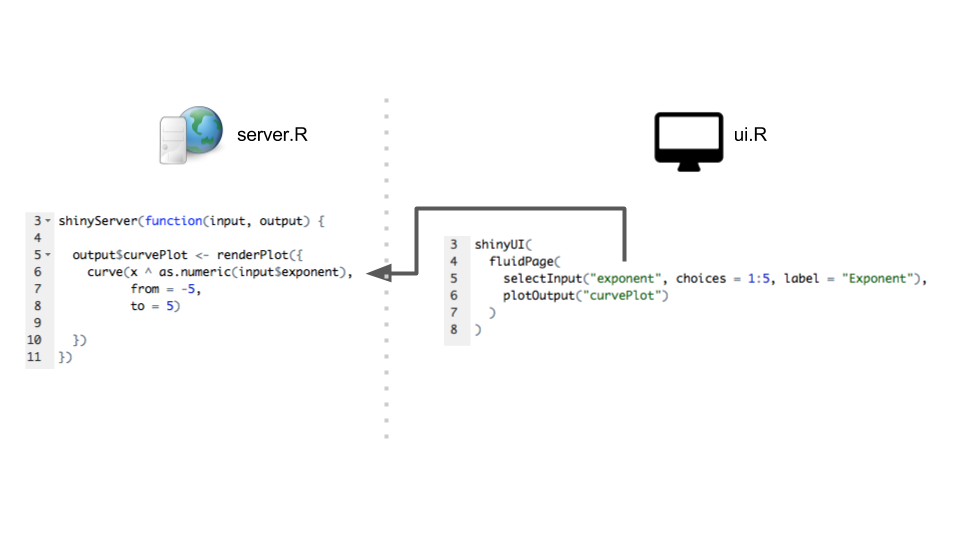 server.R
ui.R
3 shinyServer(function(input, output) {
4
5 output$curvePlot <- renderPlot({
6 curve(x ^ as.numeric(input$exponent),
7 from = -5,
8 to = 5)
9
10 })
11 })
3 shinyUI(
4 fluidPage(
5 selectInput("exponent", choices = 1:5, label = "Exponent"),
6 plotOutput("curvePlot")
7 )
8 )